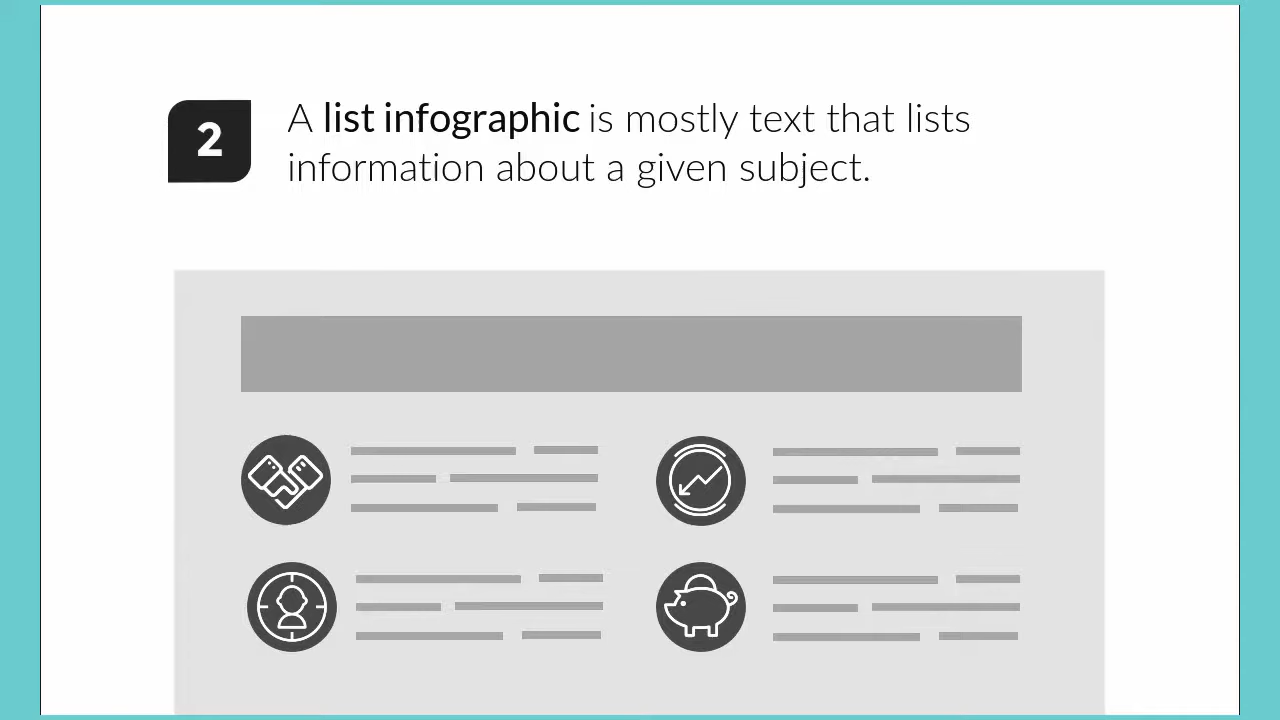 2
A list infographic is mostly text that lists
information about a given subject.